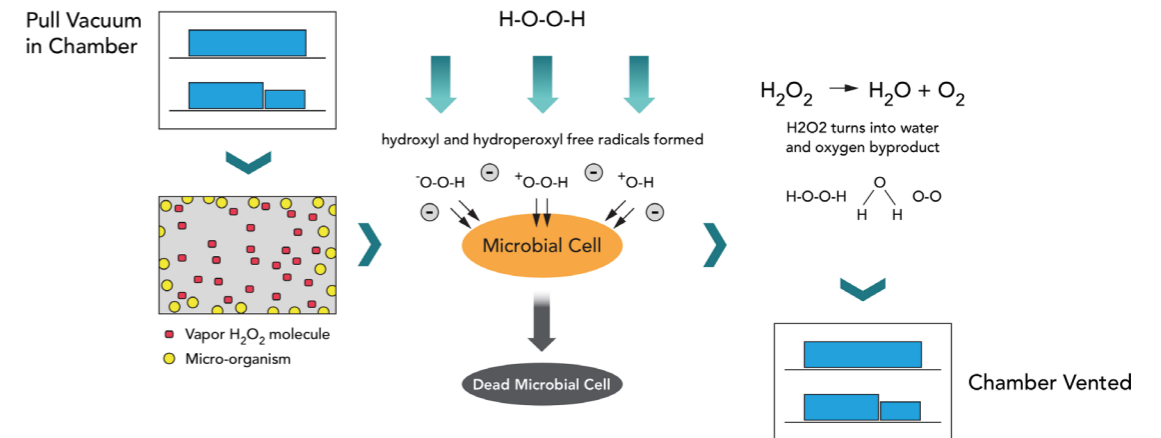 Pull Vacuum
in Chamber
Vapor H₂O₂ molecule
Micro-organism
H-O-O-H
hydroxyl and hydroperoxyl free radicals formed
⁻O-O-H
⁺O-O-H
⁺O-H
Microbial Cell
Dead Microbial Cell
H₂O₂ → H₂O + O₂
H2O2 turns into water
and oxygen byproduct
H-O-O-H
O
H H
O-O
Chamber Vented